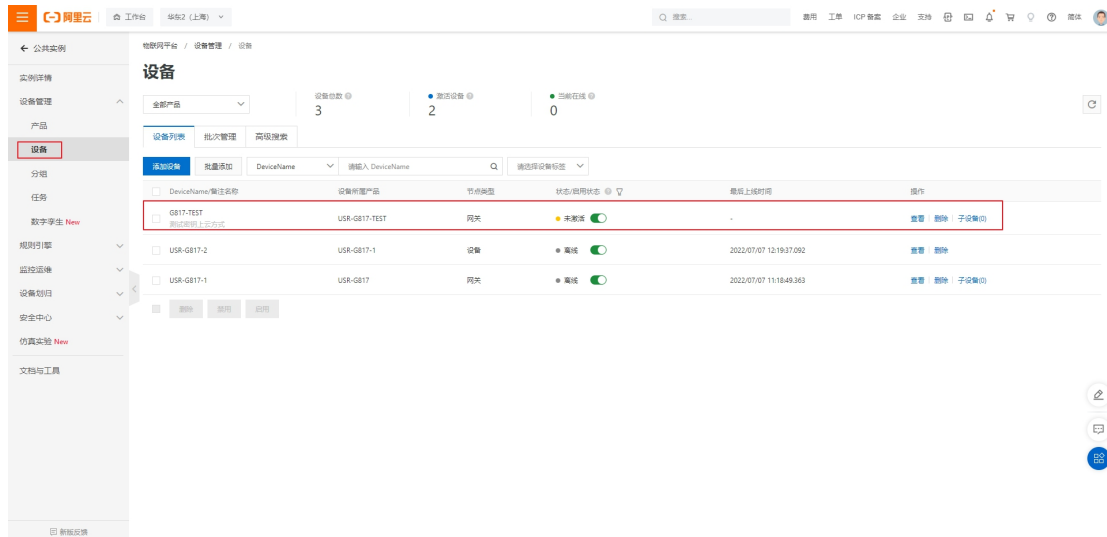 阿里云 工作台 华东2（上海） 搜索... 费用 工单 ICP 备案 企业 支持 简体
公共实例
实例详情
设备管理
产品
设备
分组
任务
数字孪生 New
规则引擎
监控运维
设备划归
安全中心
仿真实验 New
文档与工具
新版反馈
物联网平台 / 设备管理 / 设备
设备
全部产品
设备总数
3
激活设备
2
当前在线
0
设备列表 批次管理 高级搜索
添加设备 批量添加 DeviceName 请输入 DeviceName 请选择设备标签
DeviceName/备注名称 设备所属产品 节点类型 状态/启用状态 最后上线时间 操作
G817-TEST USR-G817-TEST 网关 未激活 - 查看 删除 子设备(0)
测试密钥上云方式
USR-G817-2 USR-G817-1 设备 离线 2022/07/07 12:19:37.092 查看 删除
USR-G817-1 USR-G817 网关 离线 2022/07/07 11:18:49.363 查看 删除 子设备(0)
删除 禁用 启用